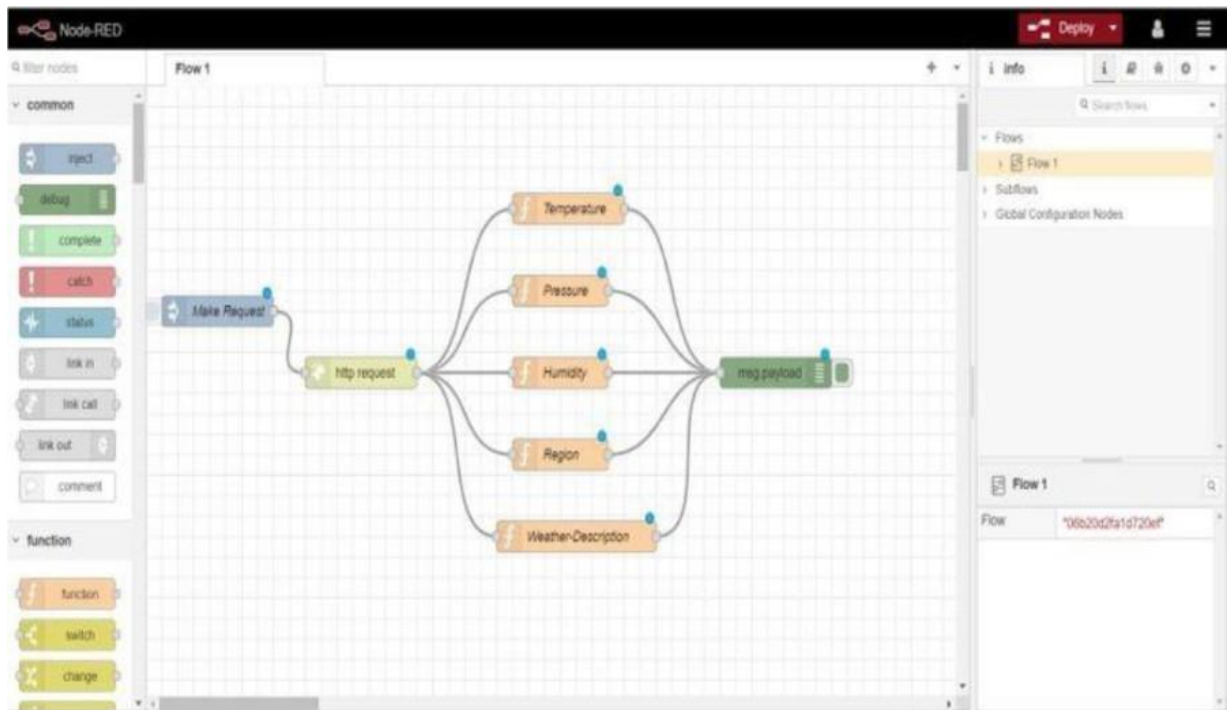 Node-RED
Deploy
filter nodes
Flow 1
info
Search flows
common
inject
debug
complete
catch
status
link in
link call
link out
comment
function
function
switch
change
Make Request
http request
Temperature
Pressure
Humidity
Region
Weather-Description
msg.payload
Flows
Flow 1
Subflows
Global Configuration Nodes
Flow 1
Flow